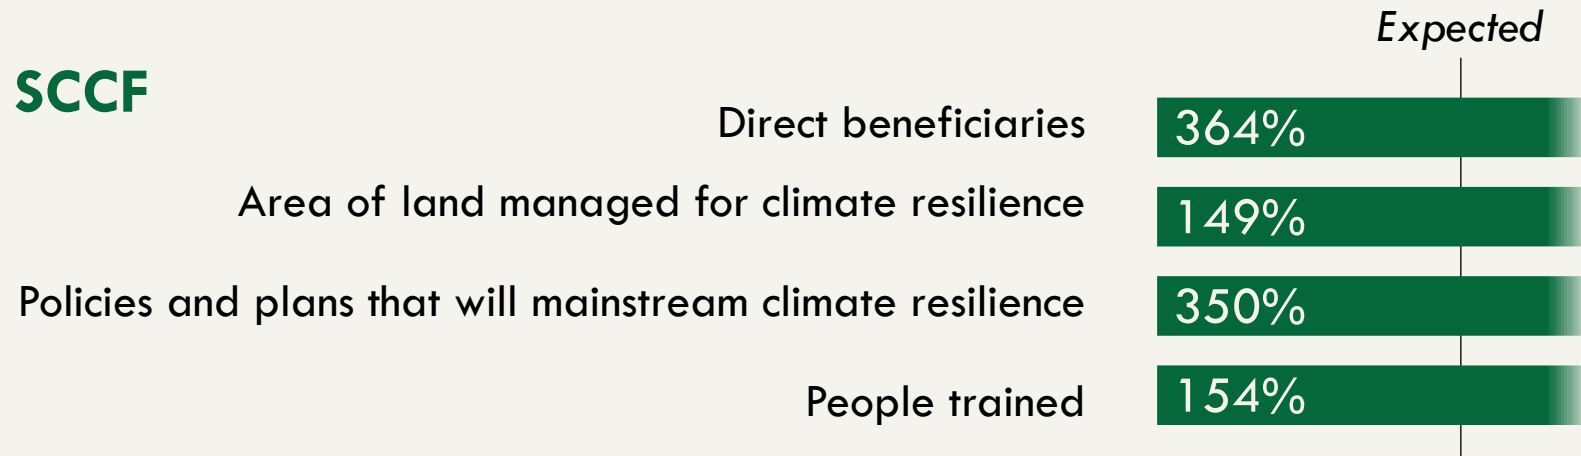 Expected
SCCF
Direct beneficiaries 364%
Area of land managed for climate resilience 149%
Policies and plans that will mainstream climate resilience 350%
People trained 154%